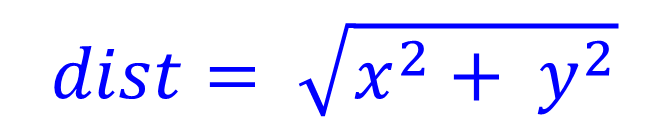 dist = √(x² + y²)